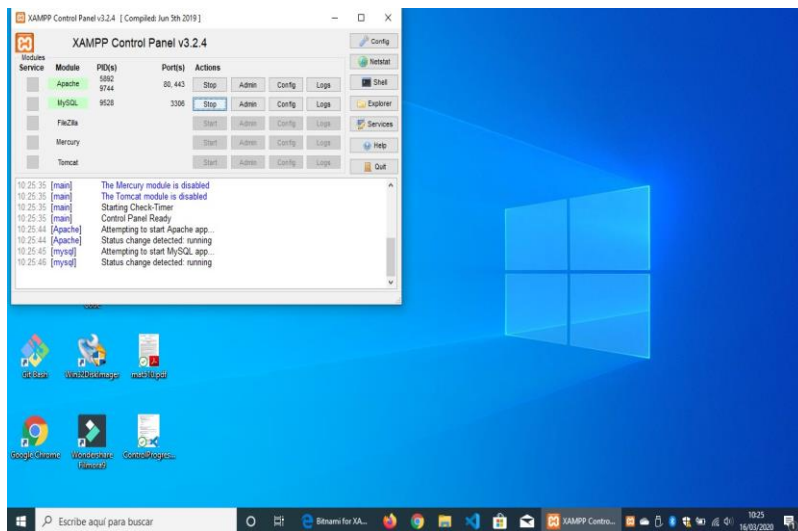 XAMPP Control Panel v3.2.4 [ Compiled: Jun 5th 2019 ]
XAMPP Control Panel v3.2.4
Config
Netstat
Shell
Explorer
Services
Help
Quit
Modules
Service Module PID(s) Port(s) Actions
Apache 5892 9744 80, 443 Stop Admin Config Logs
MySQL 9528 3306 Stop Admin Config Logs
FileZilla Start Admin Config Logs
Mercury Start Admin Config Logs
Tomcat Start Admin Config Logs
10:25:35 [main] The Mercury module is disabled
10:25:35 [main] The Tomcat module is disabled
10:25:35 [main] Starting Check-Timer
10:25:35 [main] Control Panel Ready
10:25:44 [Apache] Attempting to start Apache app...
10:25:44 [Apache] Status change detected: running
10:25:45 [mysql] Attempting to start MySQL app...
10:25:46 [mysql] Status change detected: running
Git Bash Win32DiskImager mat310.pdf
Google Chrome Wondershare Filmora9 ControlProgres...
Escribe aquí para buscar
Bitnami for XA...
XAMPP Contro...
10:25
16/03/2020